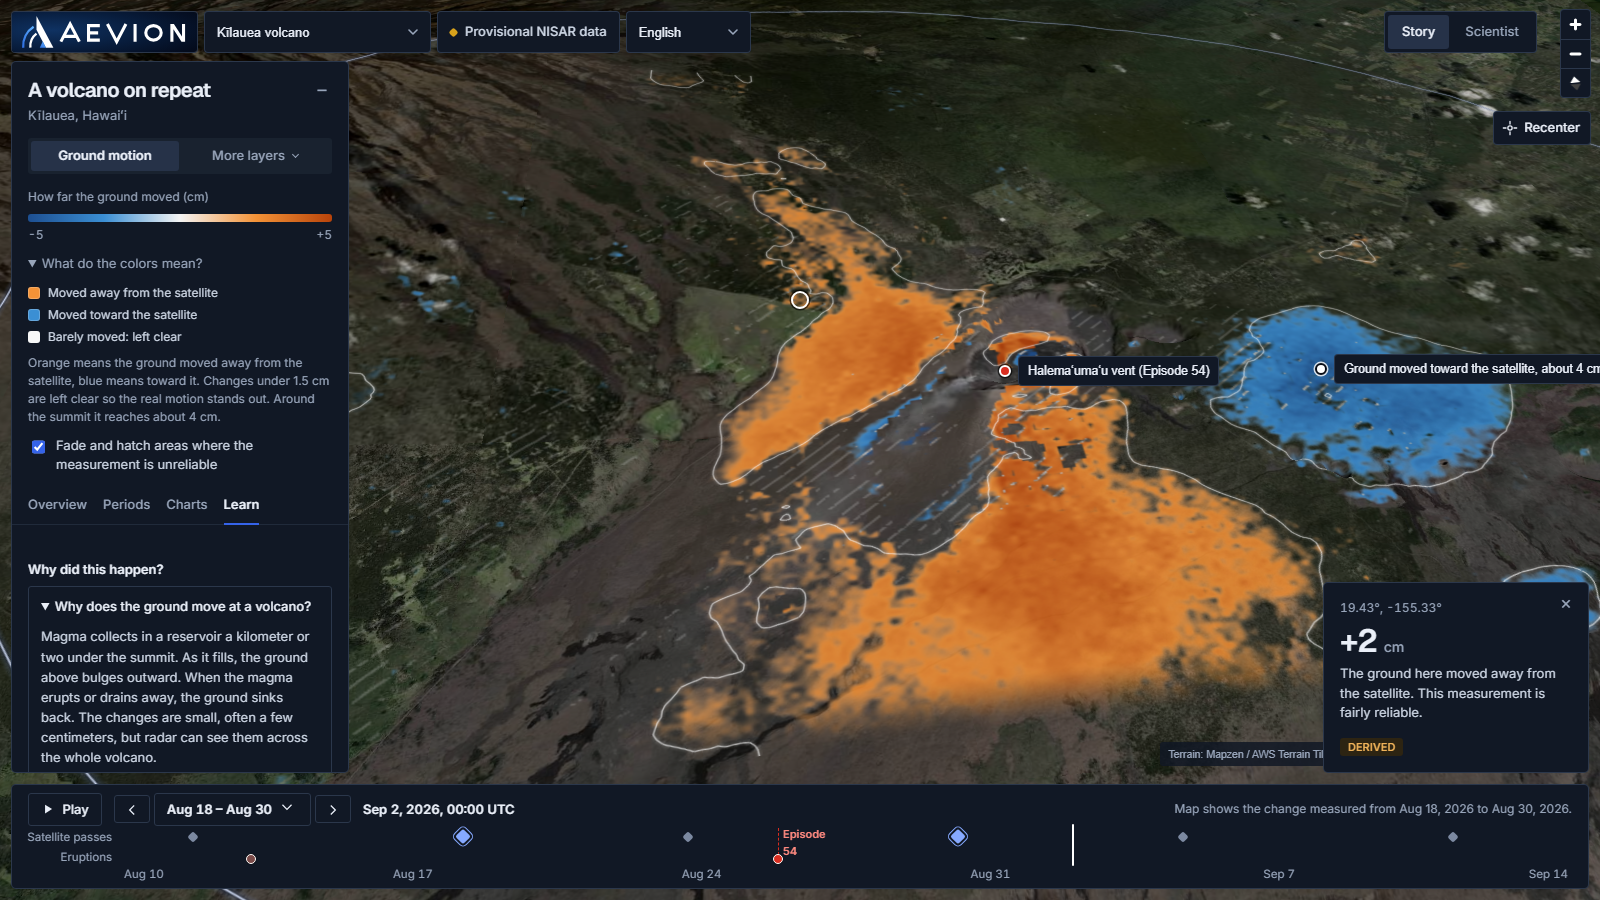 AEVION
Kīlauea volcano
Provisional NISAR data
English
Story
Scientist
Recenter
A volcano on repeat
Kīlauea, Hawaiʻi
Ground motion
More layers
How far the ground moved (cm)
-5
+5
What do the colors mean?
Moved away from the satellite
Moved toward the satellite
Barely moved: left clear
Orange means the ground moved away from the
satellite, blue means toward it. Changes under 1.5 cm
are left clear so the real motion stands out. Around
the summit it reaches about 4 cm.
Fade and hatch areas where the
measurement is unreliable
Overview
Periods
Charts
Learn
Why did this happen?
Why does the ground move at a volcano?
Magma collects in a reservoir a kilometer or
two under the summit. As it fills, the ground
above bulges outward. When the magma
erupts or drains away, the ground sinks
back. The changes are small, often a few
centimeters, but radar can see them across
the whole volcano.
Halemaʻumaʻu vent (Episode 54)
Ground moved toward the satellite, about 4 cm
19.43°, -155.33°
+2 cm
The ground here moved away from
the satellite. This measurement is
fairly reliable.
DERIVED
Terrain: Mapzen / AWS Terrain
Play
Aug 18 – Aug 30
Sep 2, 2026, 00:00 UTC
Map shows the change measured from Aug 18, 2026 to Aug 30, 2026.
Satellite passes
Eruptions
Episode
54
Aug 10
Aug 17
Aug 24
Aug 31
Sep 7
Sep 14